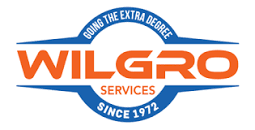 GOING THE EXTRA DEGREE
WILGRO
SERVICES
SINCE 1972